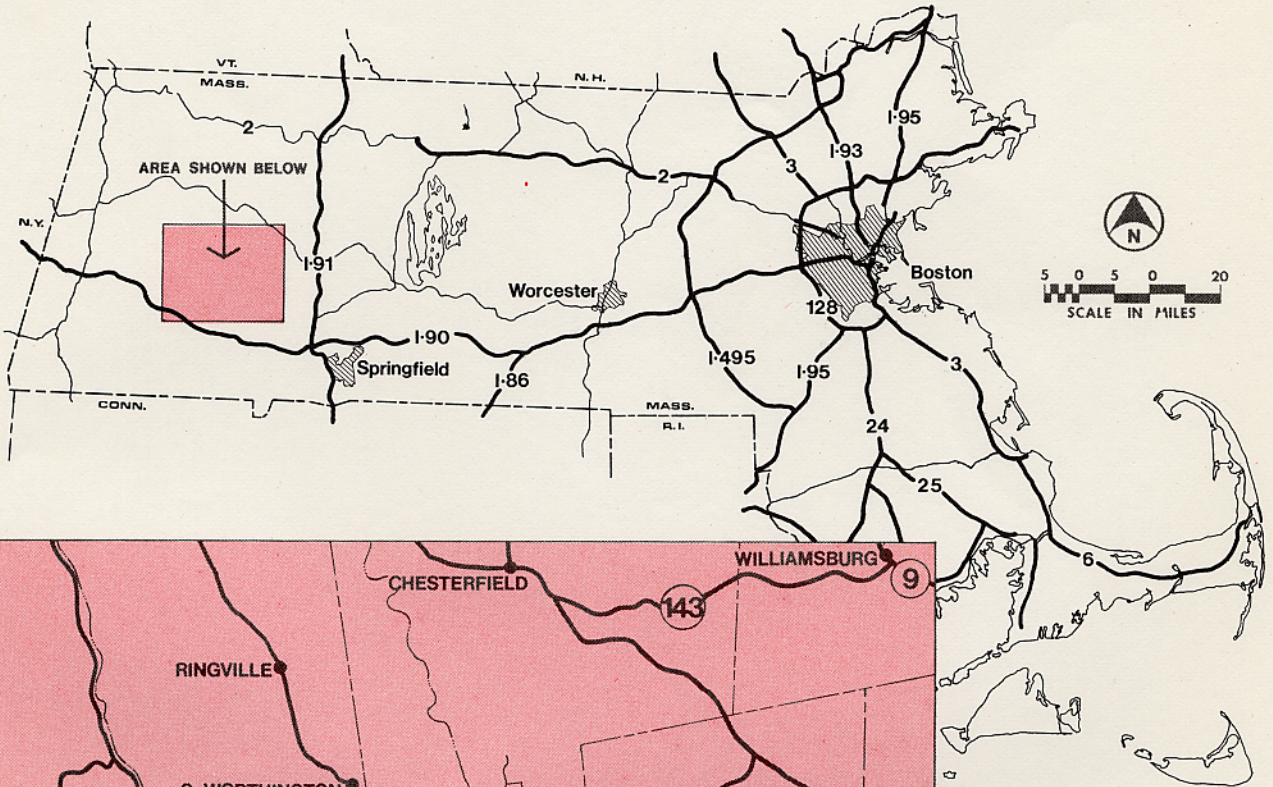 VT.
MASS.
N.H.
2
I-95
I-93
3
AREA SHOWN BELOW
2
N.Y.
N
I-91
Boston
5 0 5 0 20
SCALE IN MILES
Worcester
128
I-90
I-495
3
Springfield
I-86
I-95
CONN.
MASS.
R.I.
24
25
6
WILLIAMSBURG
9
CHESTERFIELD
143
RINGVILLE
S. WORTHINGTON